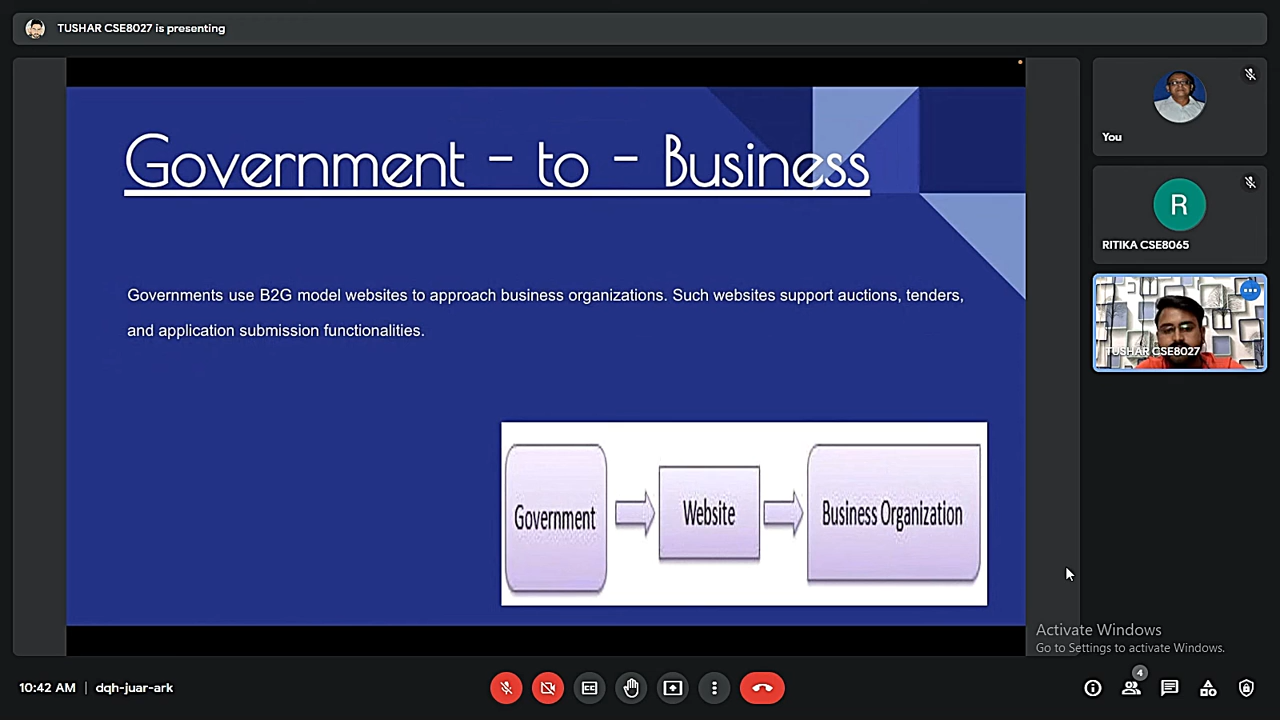 TUSHAR CSE8027 is presenting
Government - to - Business
Governments use B2G model websites to approach business organizations. Such websites support auctions, tenders,
and application submission functionalities.
Government
Website
Business Organization
You
R
RITIKA CSE8065
TUSHAR CSE8027
Activate Windows
Go to Settings to activate Windows.
10:42 AM | dqh-juar-ark
4